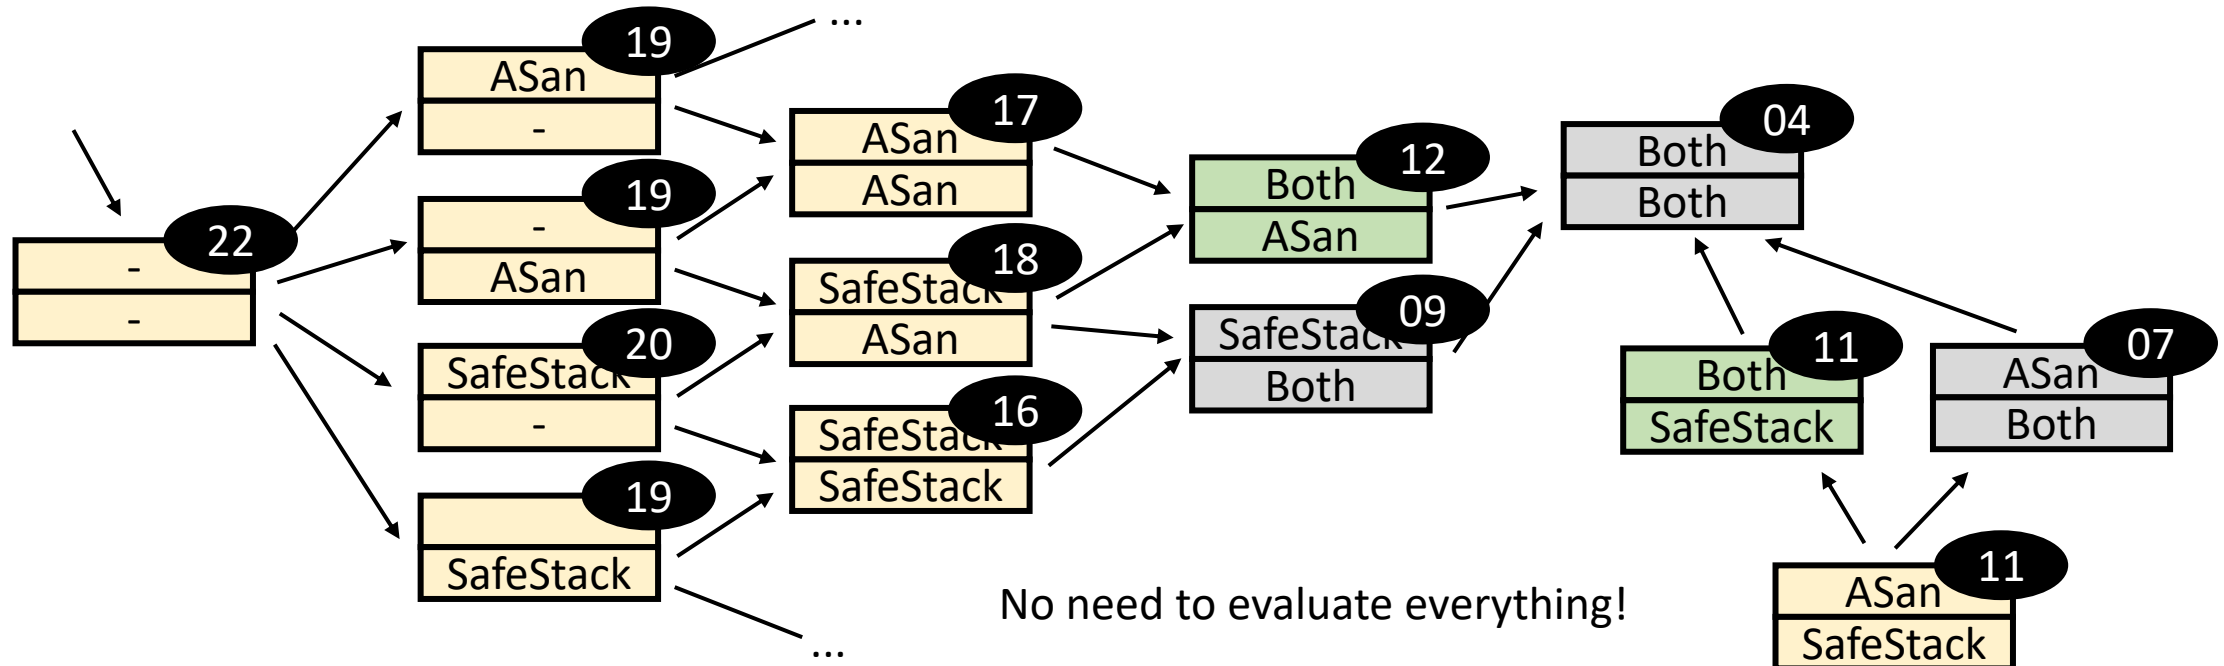 22
-
-
...
19
ASan
-
19
-
ASan
20
SafeStack
-
19
SafeStack
...
17
ASan
ASan
18
SafeStack
ASan
16
SafeStack
SafeStack
12
Both
ASan
09
SafeStack
Both
04
Both
Both
11
Both
SafeStack
07
ASan
Both
11
ASan
SafeStack
No need to evaluate everything!